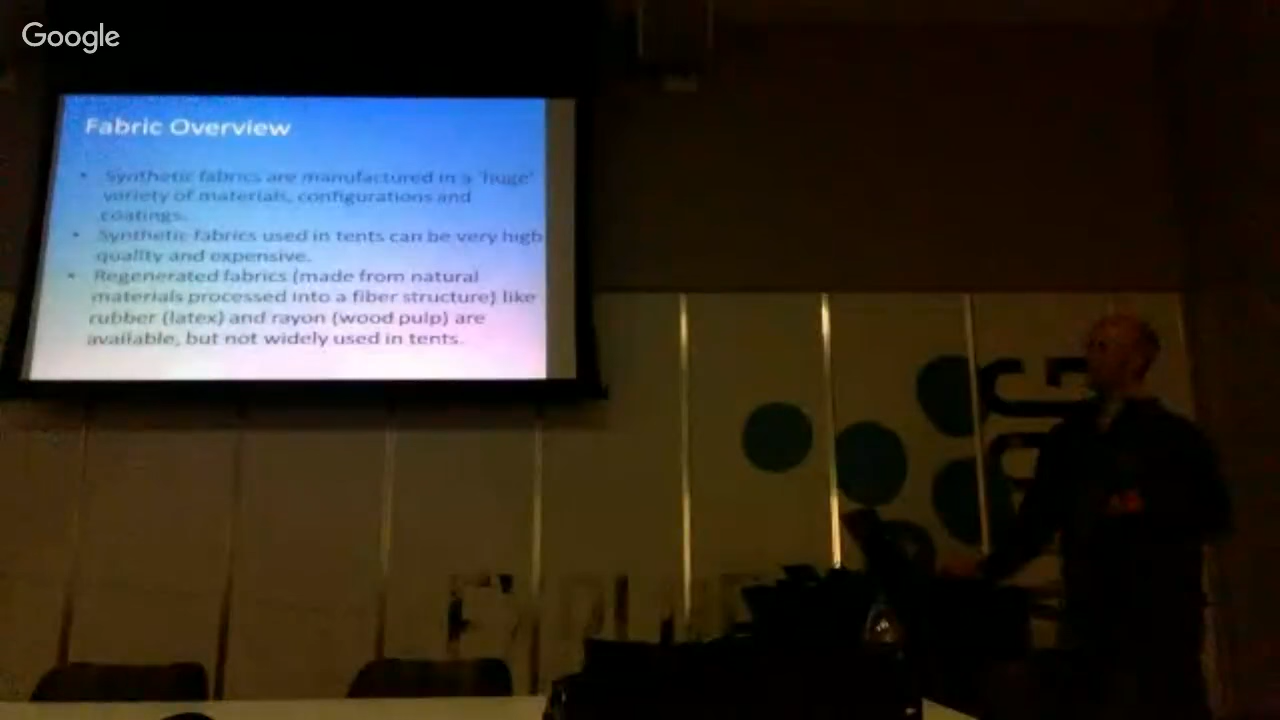 Google
Fabric Overview
• Synthetic fabrics are manufactured in a 'huge'
variety of materials, configurations and
coatings.
• Synthetic fabrics used in tents can be very high
quality and expensive.
• Regenerated fabrics (made from natural
materials processed into a fiber structure) like
rubber (latex) and rayon (wood pulp) are
available, but not widely used in tents.